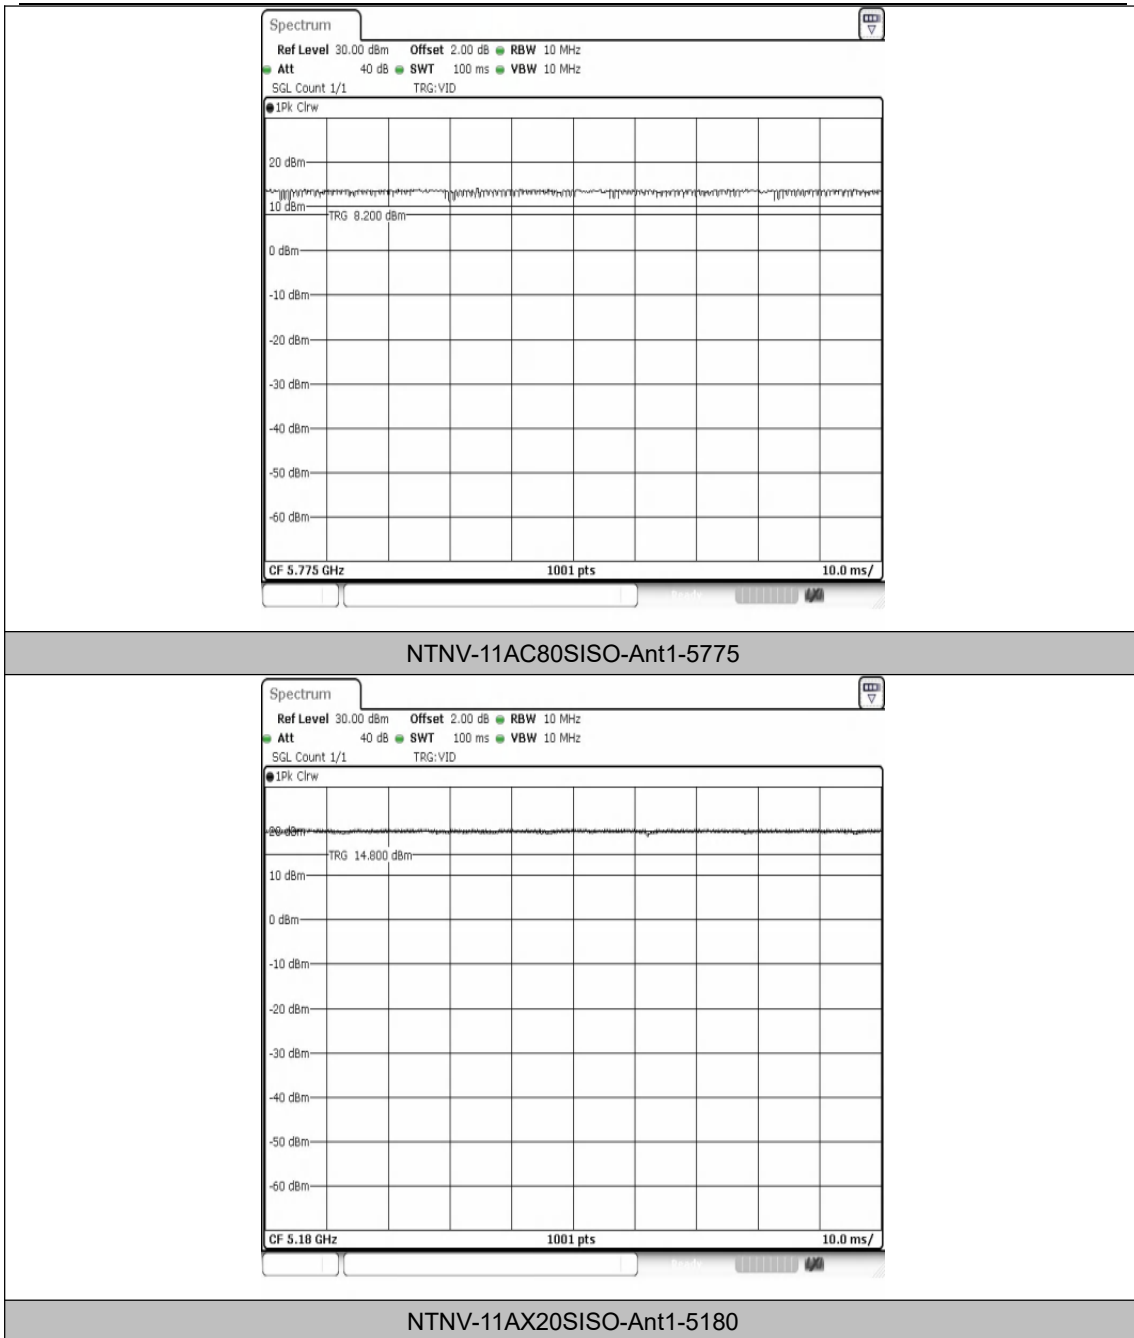 Spectrum
Ref Level 30.00 dBm Offset 2.00 dB RBW 10 MHz
Att 40 dB SWT 100 ms VBW 10 MHz
SGL Count 1/1 TRG:VID
1Pk Clrw
20 dBm
10 dBm
TRG 8.200 dBm
0 dBm
-10 dBm
-20 dBm
-30 dBm
-40 dBm
-50 dBm
-60 dBm
CF 5.775 GHz 1001 pts 10.0 ms/
Ready
NTNV-11AC80SISO-Ant1-5775
Spectrum
Ref Level 30.00 dBm Offset 2.00 dB RBW 10 MHz
Att 40 dB SWT 100 ms VBW 10 MHz
SGL Count 1/1 TRG:VID
1Pk Clrw
20 dBm
TRG 14.800 dBm
10 dBm
0 dBm
-10 dBm
-20 dBm
-30 dBm
-40 dBm
-50 dBm
-60 dBm
CF 5.18 GHz 1001 pts 10.0 ms/
Ready
NTNV-11AX20SISO-Ant1-5180